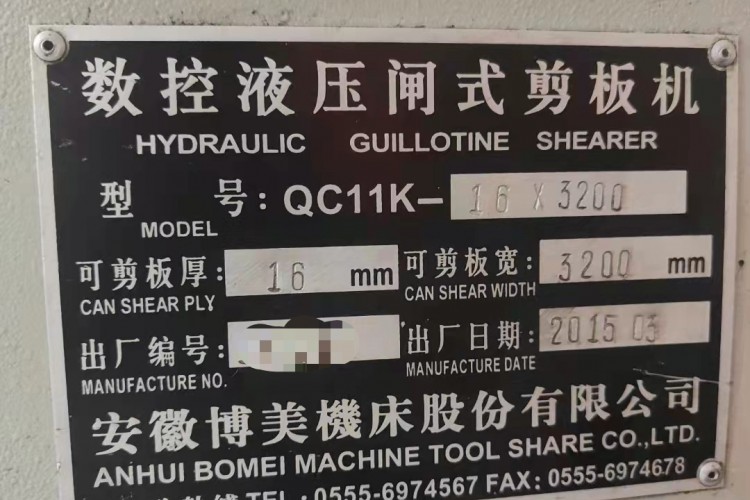 数控液压闸式剪板机
HYDRAULIC GUILLOTINE SHEARER
型 号: QC11K-16 X 3200
MODEL
可剪板厚: 16 mm 可剪板宽: 3200 mm
CAN SHEAR PLY CAN SHEAR WIDTH
出厂编号: 出厂日期: 2015 03
MANUFACTURE NO. MANUFACTURE DATE
安徽博美機床股份有限公司
ANHUI BOMEI MACHINE TOOL SHARE CO.,LTD.
TEL: 0555-6974567 FAX: 0555-6974678